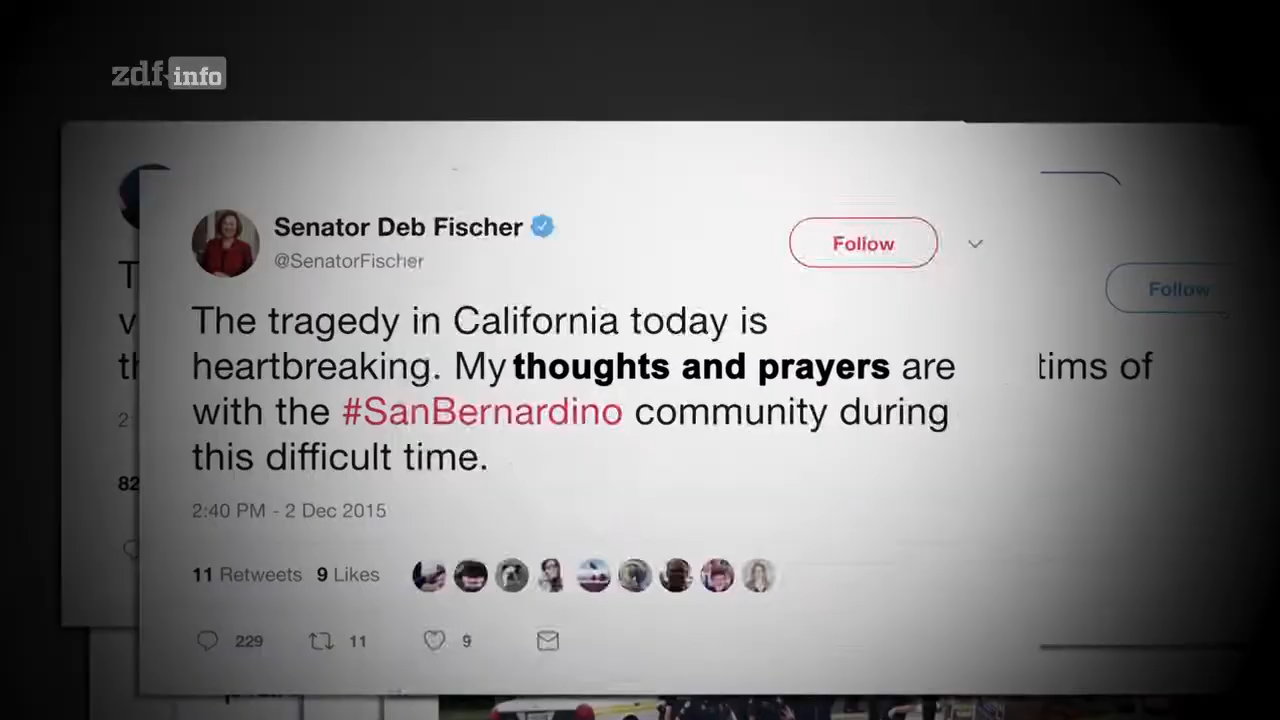 zdf info
Senator Deb Fischer
@SenatorFischer
Follow
Follow
The tragedy in California today is
heartbreaking. My thoughts and prayers are
with the #SanBernardino community during
this difficult time.
tims of
2:40 PM - 2 Dec 2015
82
11 Retweets 9 Likes
229 11 9